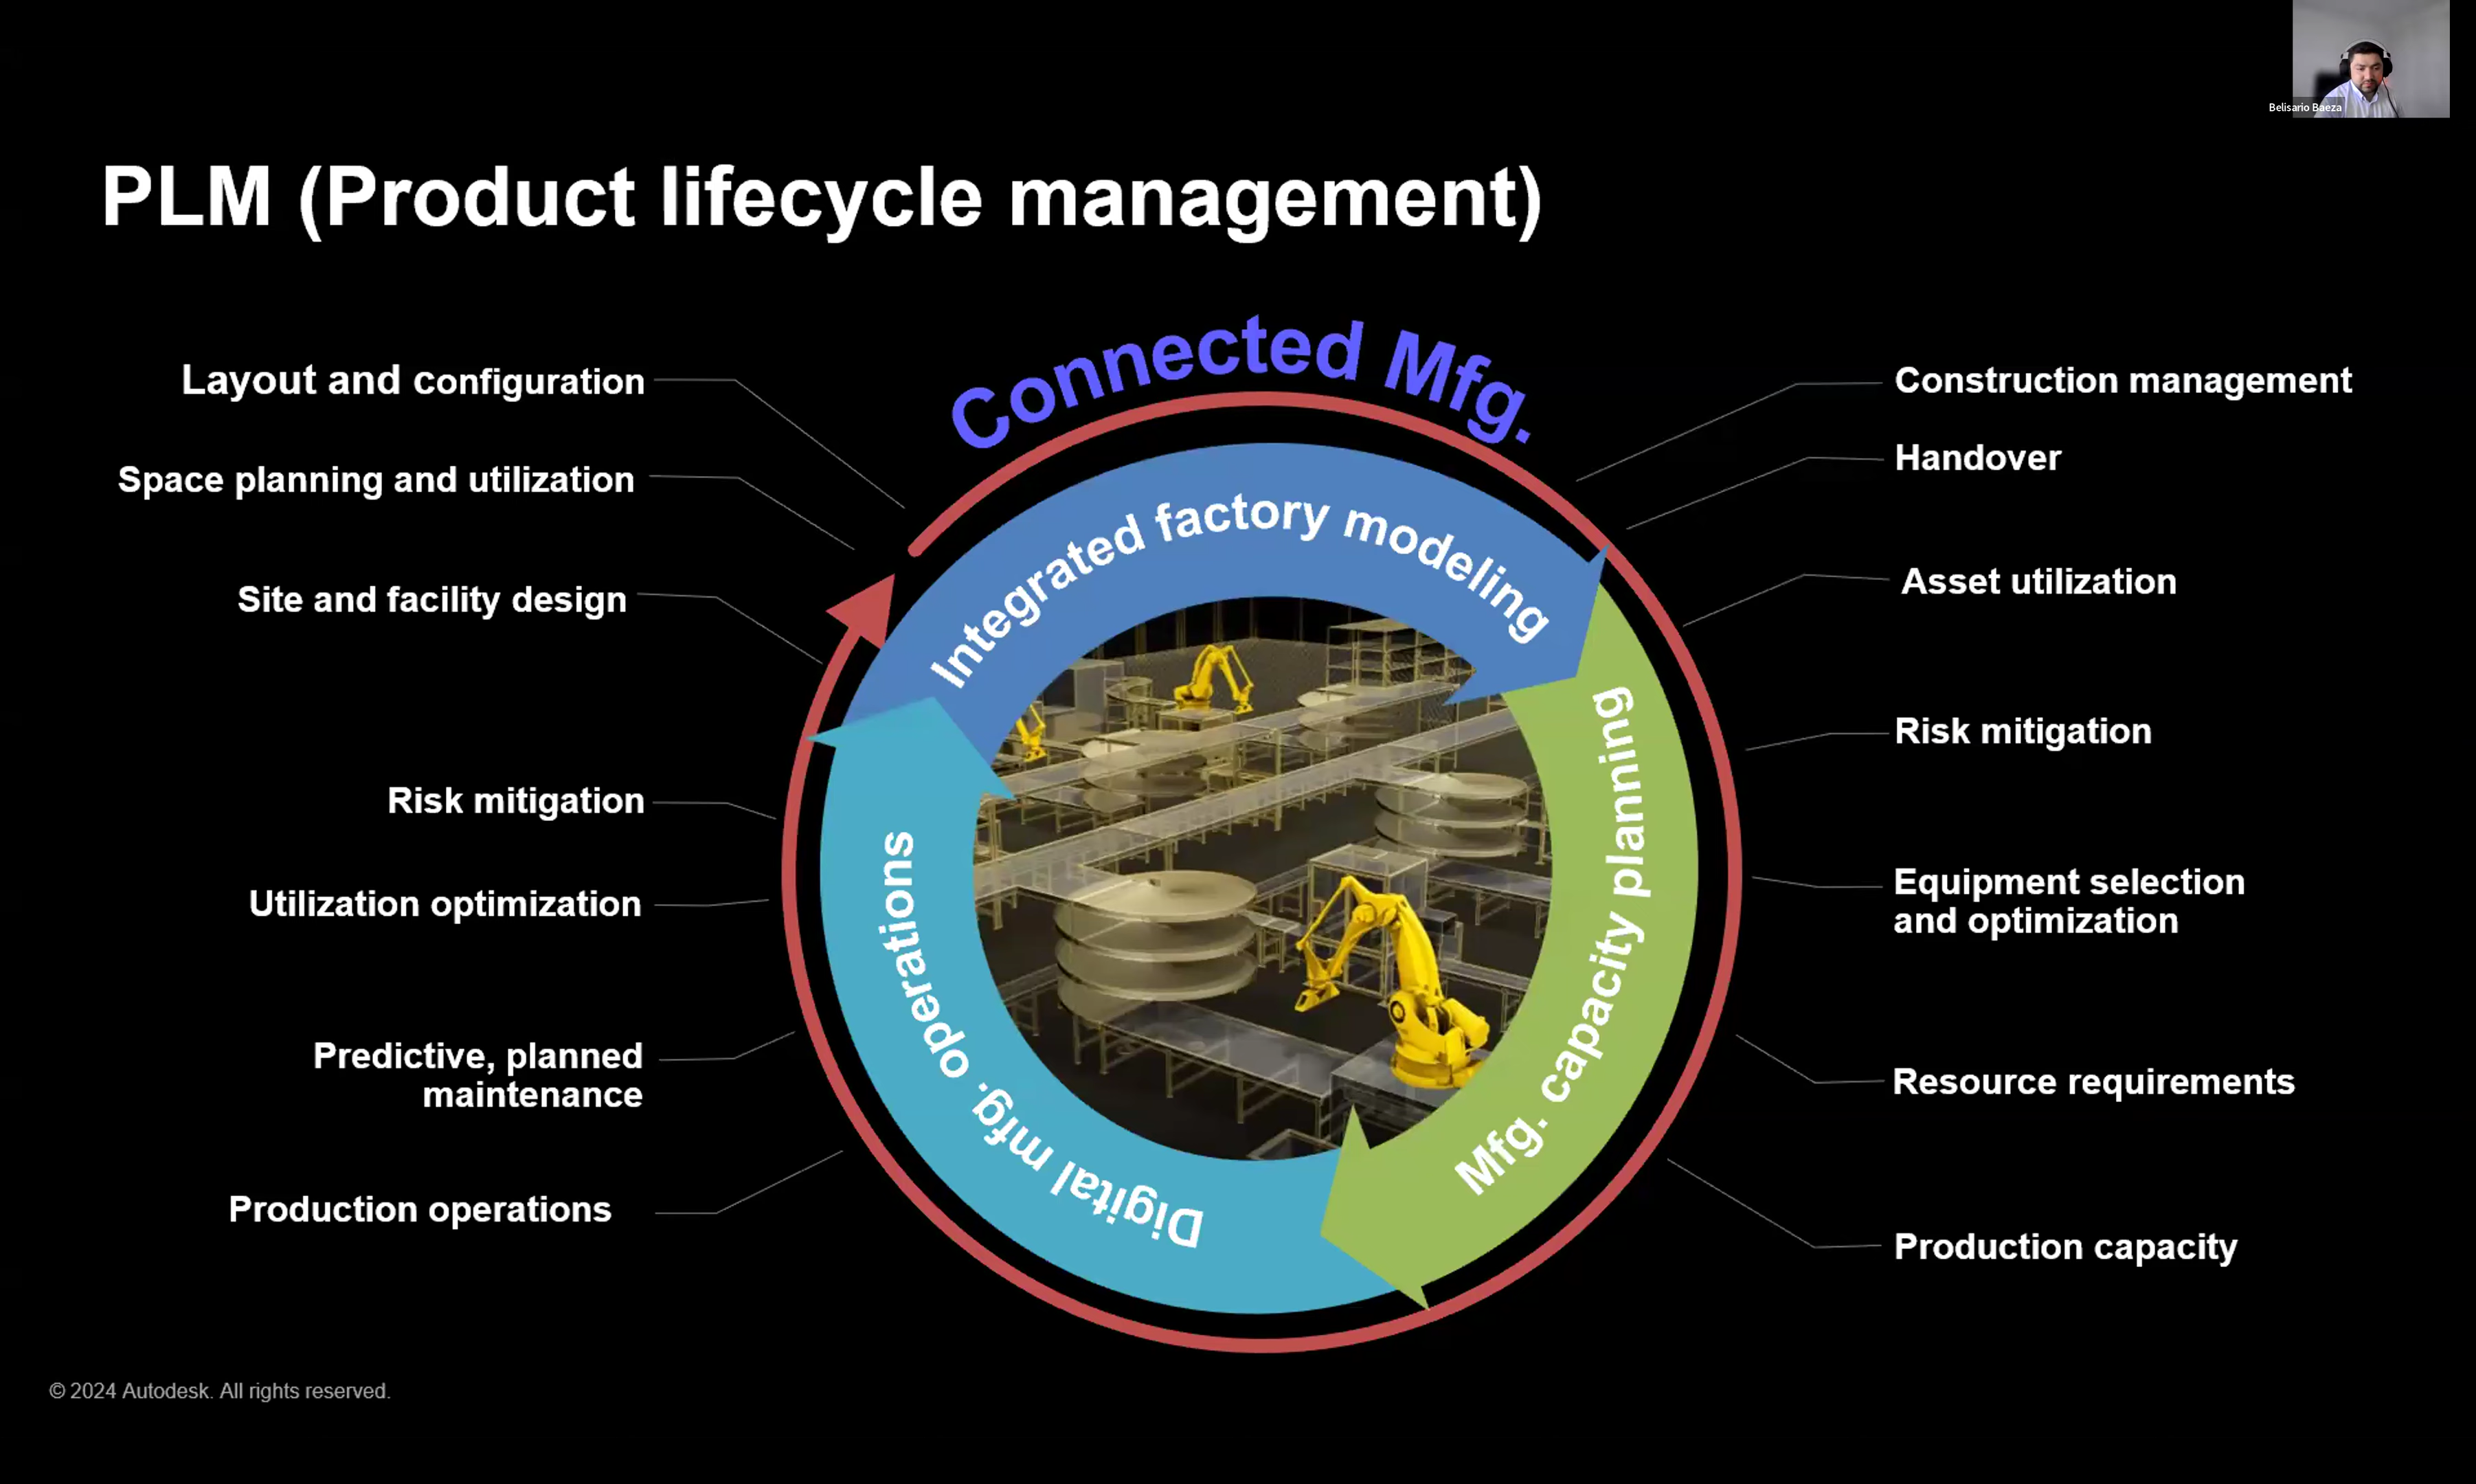 Belisario Baeza
PLM (Product lifecycle management)
Connected Mfg.
Integrated factory modeling
Mfg. capacity planning
Digital mfg. operations
Layout and configuration
Space planning and utilization
Site and facility design
Risk mitigation
Utilization optimization
Predictive, planned
maintenance
Production operations
Construction management
Handover
Asset utilization
Risk mitigation
Equipment selection
and optimization
Resource requirements
Production capacity
© 2024 Autodesk. All rights reserved.